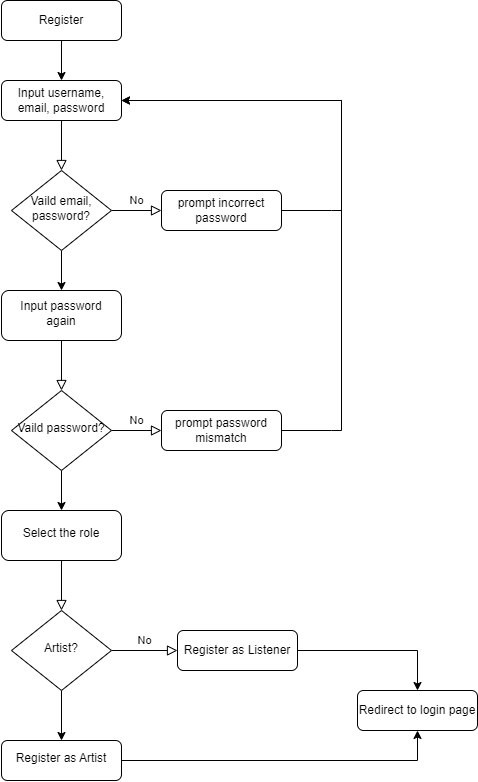 Register
Input username,
email, password
Vaild email,
password?
No
prompt incorrect
password
Input password
again
Vaild password?
No
prompt password
mismatch
Select the role
Artist?
No
Register as Listener
Redirect to login page
Register as Artist